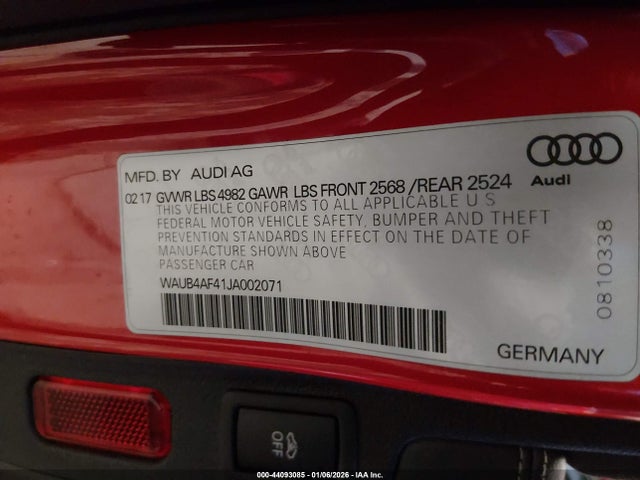 MFD. BY AUDI AG
Audi
02 17 GVWR LBS 4982 GAWR LBS FRONT 2568 /REAR 2524
THIS VEHICLE CONFORMS TO ALL APPLICABLE U S
FEDERAL MOTOR VEHICLE SAFETY, BUMPER AND THEFT
PREVENTION STANDARDS IN EFFECT ON THE DATE OF
MANUFACTURE SHOWN ABOVE
PASSENGER CAR
WAUB4AF41JA002071
0810338
GERMANY
OFF
000-44093085 - 01/06/2026 - IAA Inc.